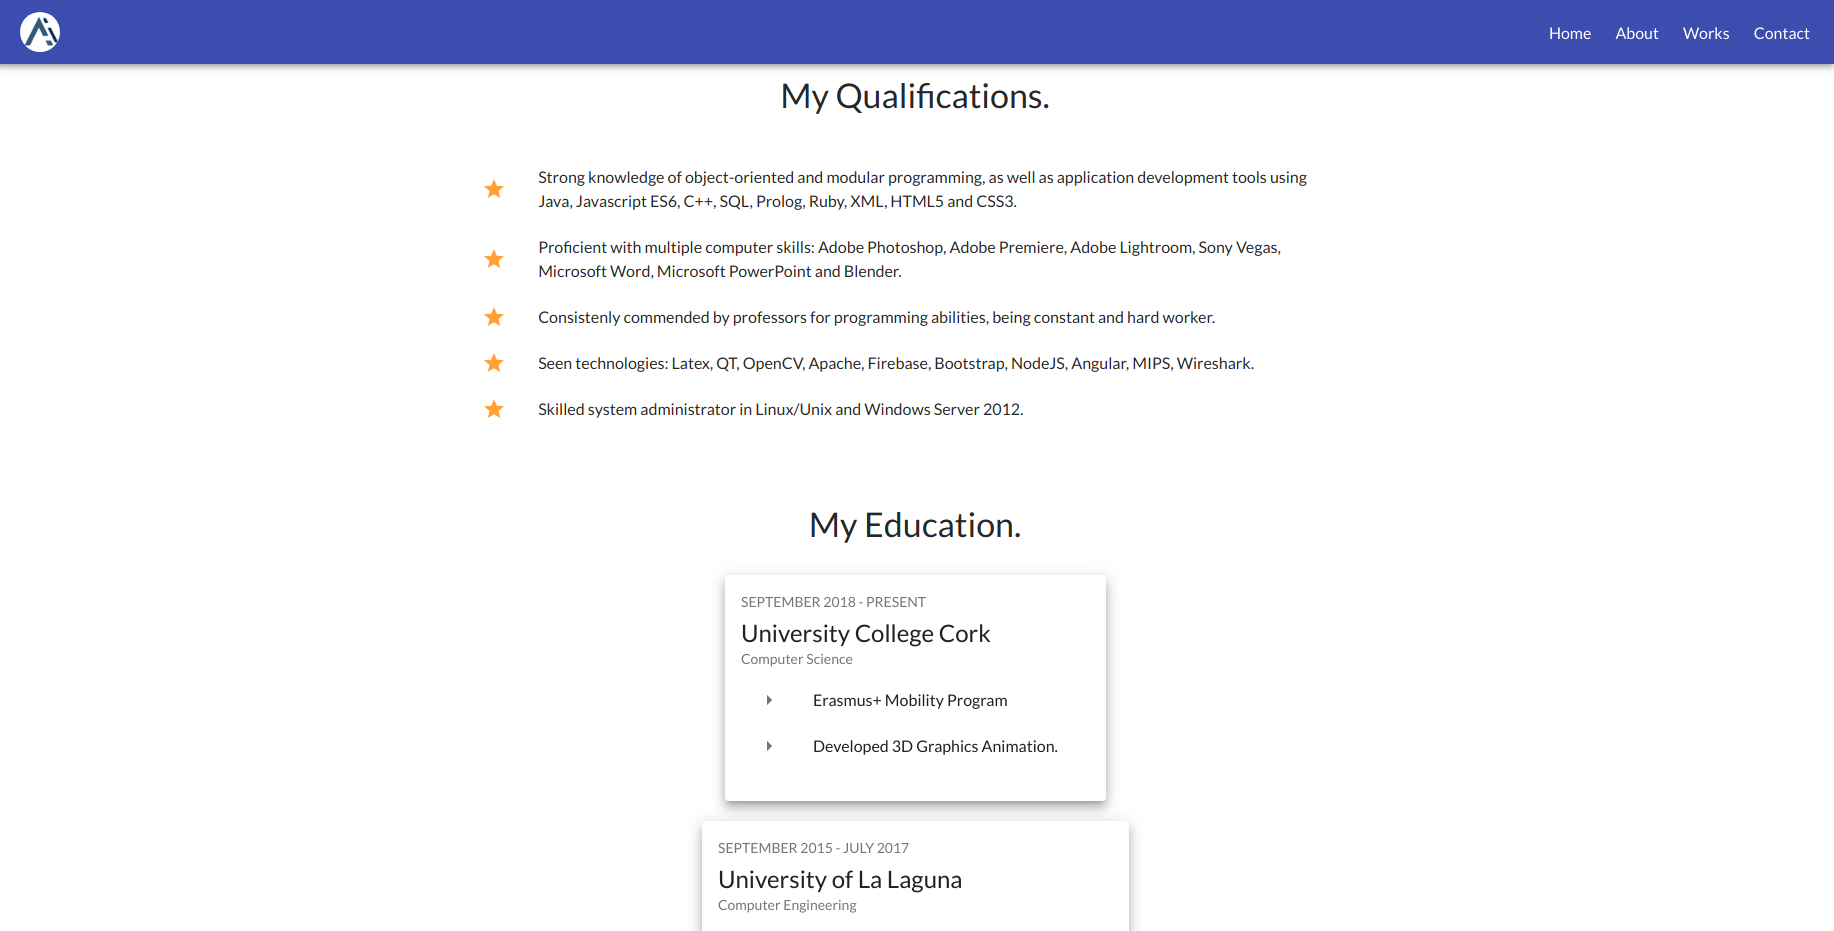 Home About Works Contact
My Qualifications.
Strong knowledge of object-oriented and modular programming, as well as application development tools using
Java, Javascript ES6, C++, SQL, Prolog, Ruby, XML, HTML5 and CSS3.
Proficient with multiple computer skills: Adobe Photoshop, Adobe Premiere, Adobe Lightroom, Sony Vegas,
Microsoft Word, Microsoft PowerPoint and Blender.
Consistenly commended by professors for programming abilities, being constant and hard worker.
Seen technologies: Latex, QT, OpenCV, Apache, Firebase, Bootstrap, NodeJS, Angular, MIPS, Wireshark.
Skilled system administrator in Linux/Unix and Windows Server 2012.
My Education.
SEPTEMBER 2018 - PRESENT
University College Cork
Computer Science
Erasmus+ Mobility Program
Developed 3D Graphics Animation.
SEPTEMBER 2015 - JULY 2017
University of La Laguna
Computer Engineering